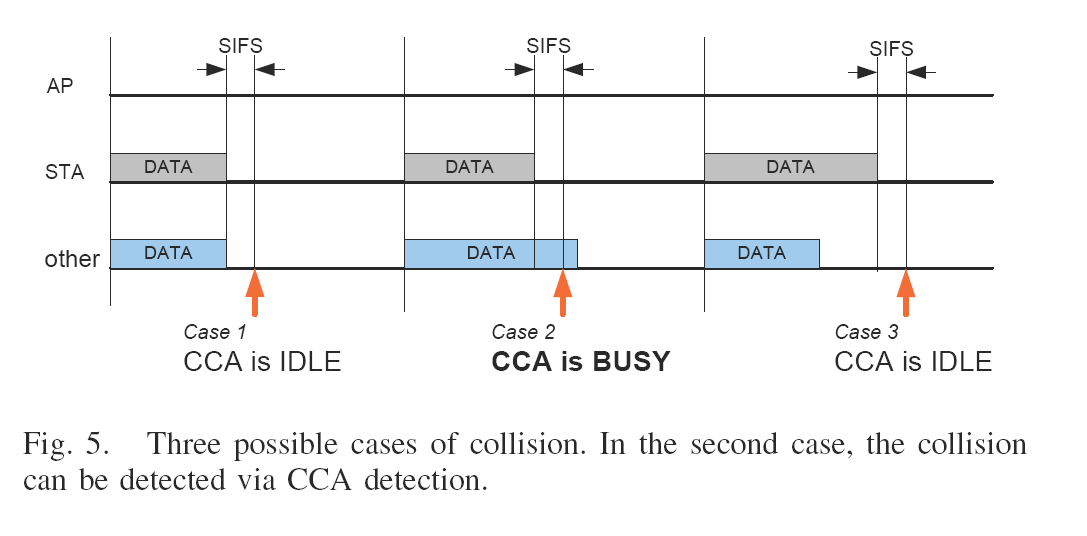 SIFS SIFS SIFS
AP
STA DATA DATA DATA
other DATA DATA DATA
Case 1 Case 2 Case 3
CCA is IDLE CCA is BUSY CCA is IDLE
Fig. 5. Three possible cases of collision. In the second case, the collision
can be detected via CCA detection.